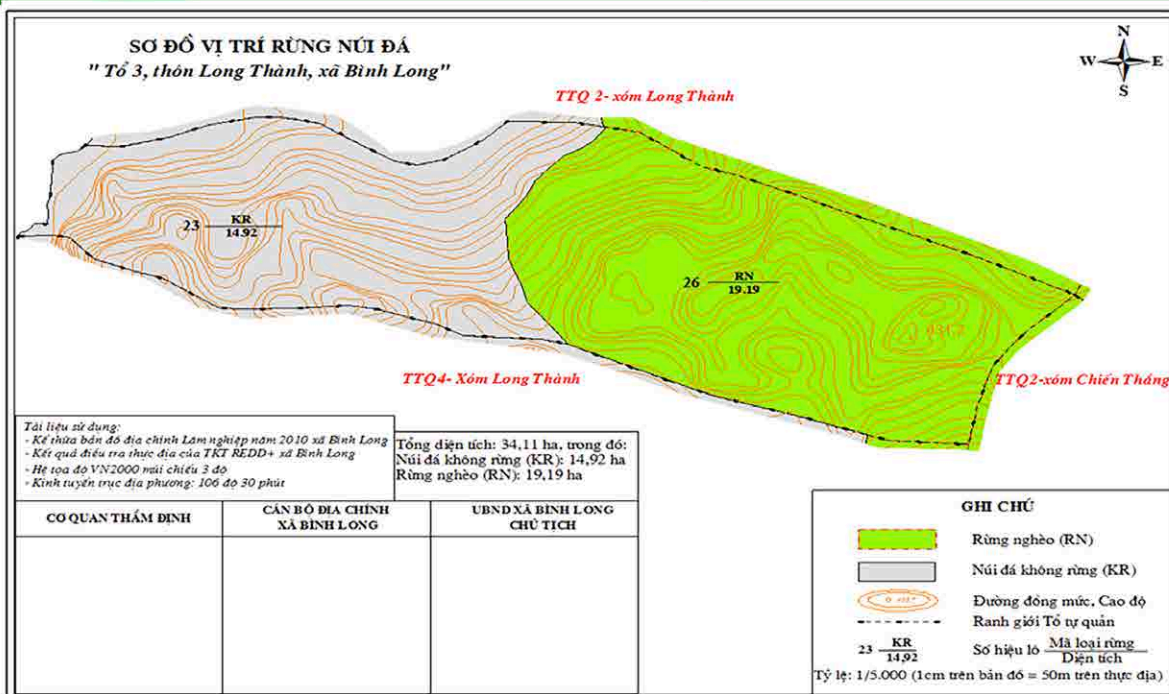 SƠ ĐỒ VỊ TRÍ RỪNG NÚI ĐÁ
" Tổ 3, thôn Long Thành, xã Bình Long"
N
W E
S
TTQ 2- xóm Long Thành
23 KR
14.92
26 RN
19.19
TTQ4- Xóm Long Thành
TTQ2-xóm Chiến Thắng
Tài liệu sử dụng:
- Kế thừa bản đồ địa chính Lâm nghiệp năm 2010 xã Bình Long
- Kết quả điều tra thực địa của TKT REDD+ xã Bình Long
- Hệ tọa độ VN2000 múi chiếu 3 độ
- Kinh tuyến trục địa phương: 106 độ 30 phút
Tổng diện tích: 34,11 ha, trong đó:
Núi đá không rừng (KR): 14,92 ha
Rừng nghèo (RN): 19,19 ha
CƠ QUAN THẨM ĐỊNH
CÁN BỘ ĐỊA CHÍNH
XÃ BÌNH LONG
UBND XÃ BÌNH LONG
CHỦ TỊCH
GHI CHÚ
Rừng nghèo (RN)
Núi đá không rừng (KR)
Đường đồng mức, Cao độ
Ranh giới Tổ tự quản
23 KR
14,92
Số hiệu lô Mã loại rừng
Diện tích
Tỷ lệ: 1/5.000 (1cm trên bản đồ = 50m trên thực địa)